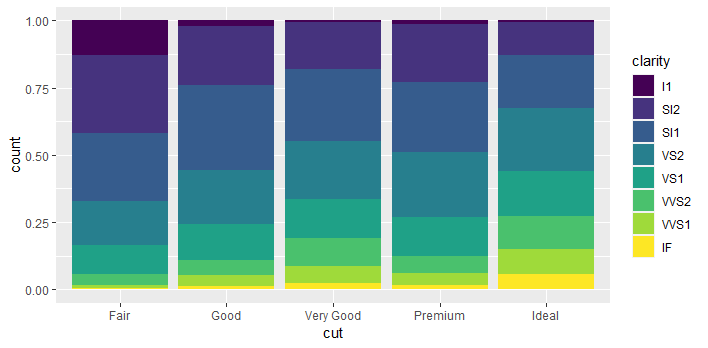 1.00
0.75
0.50
0.25
0.00
count
Fair
Good
Very Good
Premium
Ideal
cut
clarity
I1
SI2
SI1
VS2
VS1
VVS2
VVS1
IF